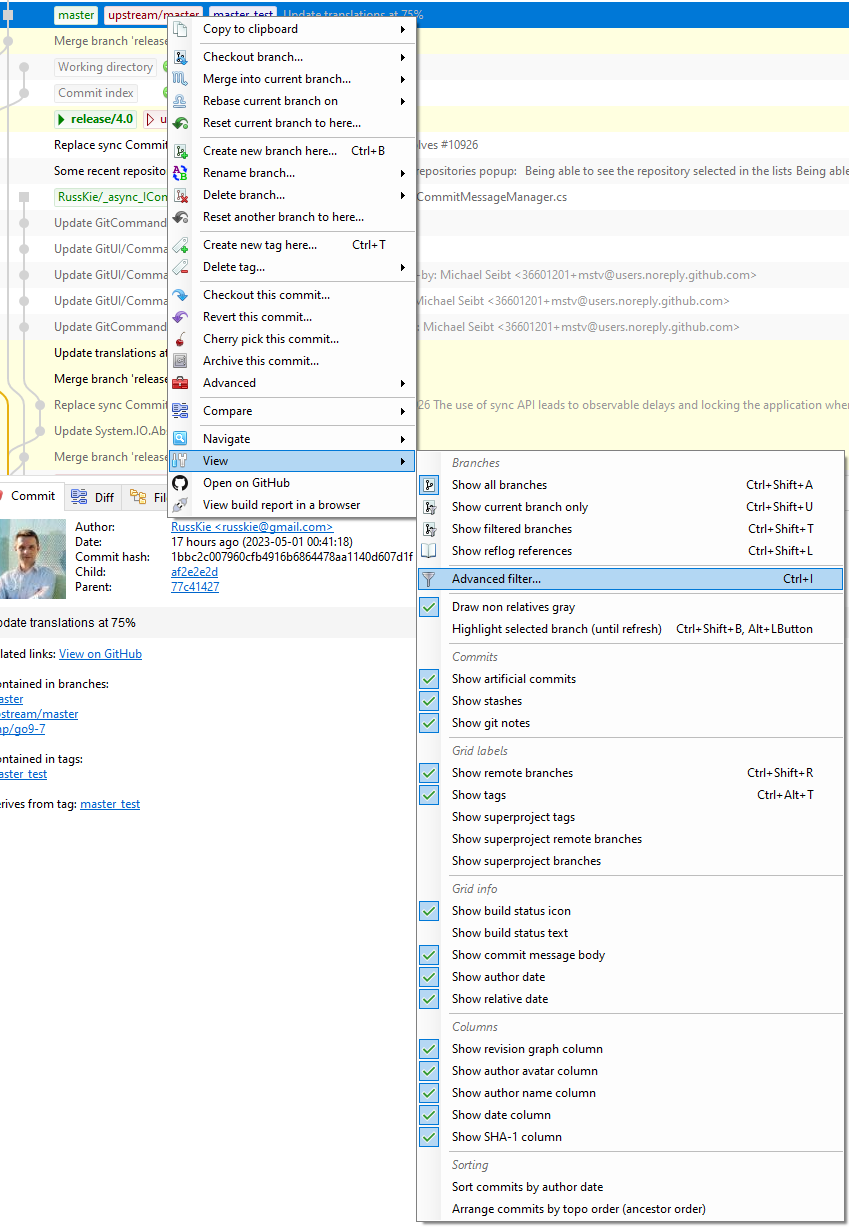 master upstream/master master_test Update translations at 75%
Merge branch 'release
Working directory
Commit index
release/4.0 u
Replace sync Commit lves #10926
Some recent reposito repositories popup: Being able to see the repository selected in the lists Being able
RussKie/_async_ICom CommitMessageManager.cs
Update GitCommand
Update GitUI/Comma
Update GitUI/Comma -by: Michael Seibt <36601201+mstv@users.noreply.github.com>
Update GitUI/Comma Michael Seibt <36601201+mstv@users.noreply.github.com>
Update GitCommand : Michael Seibt <36601201+mstv@users.noreply.github.com>
Update translations at
Merge branch 'release
Replace sync Commit 26 The use of sync API leads to observable delays and locking the application whe
Update System.IO.Ab
Merge branch 'release
Copy to clipboard
Checkout branch...
Merge into current branch...
Rebase current branch on
Reset current branch to here...
Create new branch here... Ctrl+B
Rename branch...
Delete branch...
Reset another branch to here...
Create new tag here... Ctrl+T
Delete tag...
Checkout this commit...
Revert this commit...
Cherry pick this commit...
Archive this commit...
Advanced
Compare
Navigate
View
Open on GitHub
View build report in a browser
Commit Diff Fil
Author: RussKie <russkie@gmail.com>
Date: 17 hours ago (2023-05-01 00:41:18)
Commit hash: 1bbc2c007960cfb4916b6864478aa1140d607d1f
Child: af2e2e2d
Parent: 77c41427
pdate translations at 75%
lated links: View on GitHub
ontained in branches:
aster
pstream/master
np/go9-7
ontained in tags:
aster_test
erives from tag: master_test
Branches
Show all branches Ctrl+Shift+A
Show current branch only Ctrl+Shift+U
Show filtered branches Ctrl+Shift+T
Show reflog references Ctrl+Shift+L
Advanced filter... Ctrl+I
Draw non relatives gray
Highlight selected branch (until refresh) Ctrl+Shift+B, Alt+LButton
Commits
Show artificial commits
Show stashes
Show git notes
Grid labels
Show remote branches Ctrl+Shift+R
Show tags Ctrl+Alt+T
Show superproject tags
Show superproject remote branches
Show superproject branches
Grid info
Show build status icon
Show build status text
Show commit message body
Show author date
Show relative date
Columns
Show revision graph column
Show author avatar column
Show author name column
Show date column
Show SHA-1 column
Sorting
Sort commits by author date
Arrange commits by topo order (ancestor order)